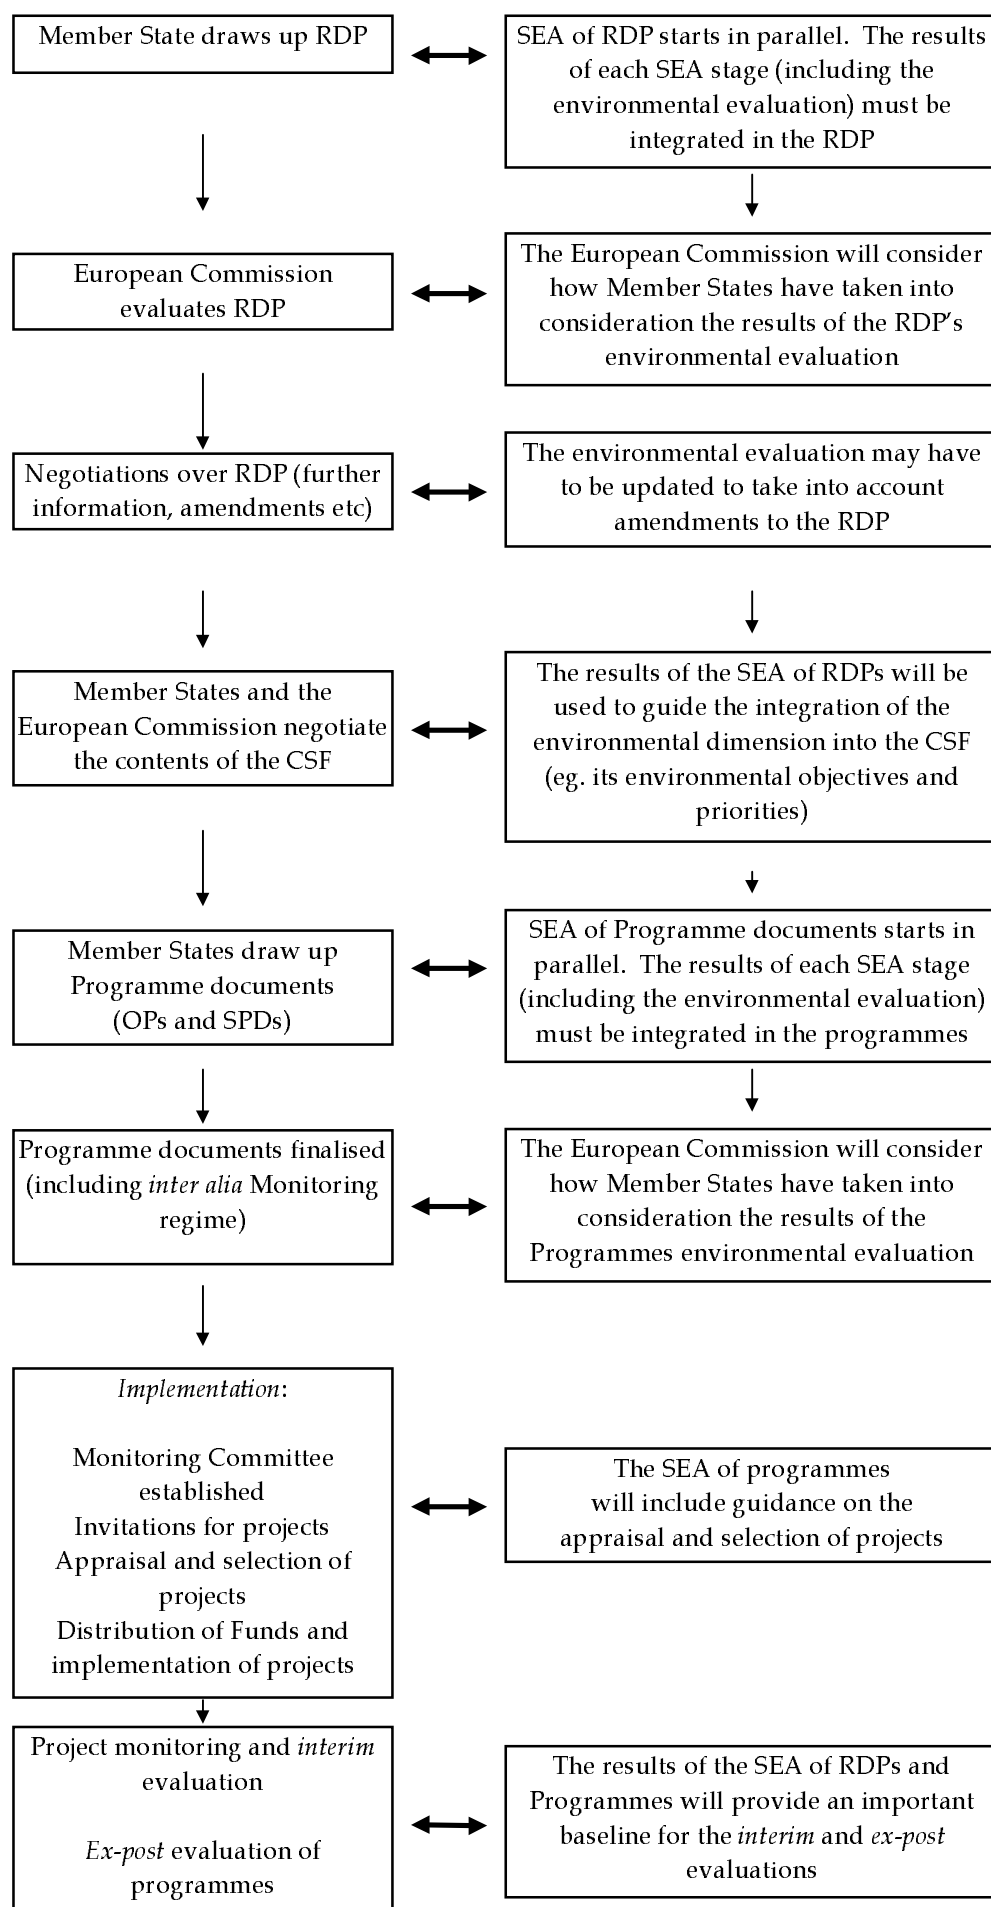 Member State draws up RDP
SEA of RDP starts in parallel.  The results
of each SEA stage (including the
environmental evaluation) must be
integrated in the RDP
European Commission
evaluates RDP
The European Commission will consider
how Member States have taken into
consideration the results of the RDP's
environmental evaluation
Negotiations over RDP (further
information, amendments etc)
The environmental evaluation may have
to be updated to take into account
amendments to the RDP
Member States and the
European Commission negotiate
the contents of the CSF
The results of the SEA of RDPs will be
used to guide the integration of the
environmental dimension into the CSF
(eg. its environmental objectives and
priorities)
Member States draw up
Programme documents
(OPs and SPDs)
SEA of Programme documents starts in
parallel.  The results of each SEA stage
(including the environmental evaluation)
must be integrated in the programmes
Programme documents finalised
(including inter alia Monitoring
regime)
The European Commission will consider
how Member States have taken into
consideration the results of the
Programmes environmental evaluation
Implementation:
Monitoring Committee
established
Invitations for projects
Appraisal and selection of
projects
Distribution of Funds and
implementation of projects
The SEA of programmes
will include guidance on the
appraisal and selection of projects
Project monitoring and interim
evaluation
Ex-post evaluation of
programmes
The results of the SEA of RDPs and
Programmes will provide an important
baseline for the interim and ex-post
evaluations